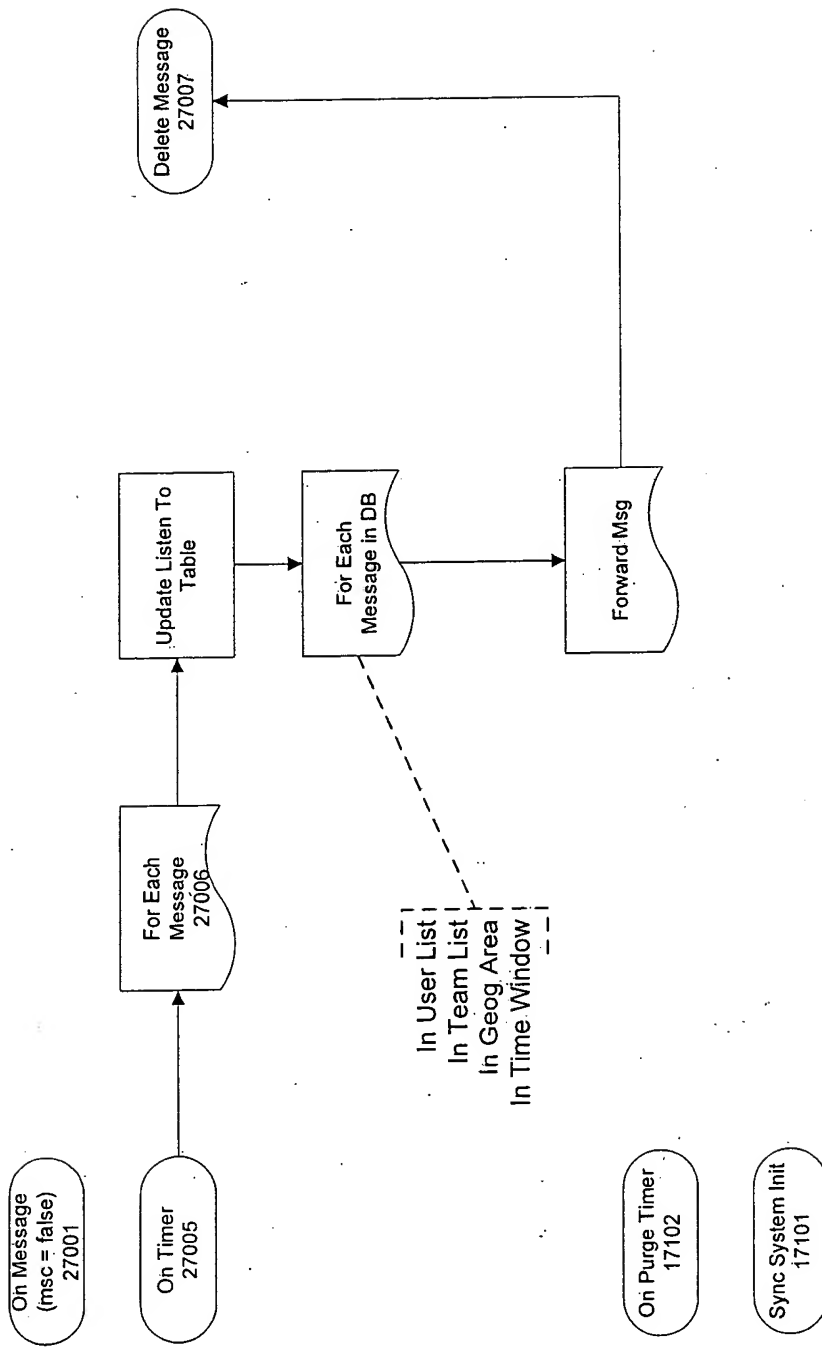 On Message
(msc = false)
27001
On Timer
27005
For Each
Message
27006
Update Listen To
Table
For Each
Message in DB
In User List
In Team List
In Geog Area
In Time Window
Forward Msg
Delete Message
27007
On Purge Timer
17102
Sync System Init
17101